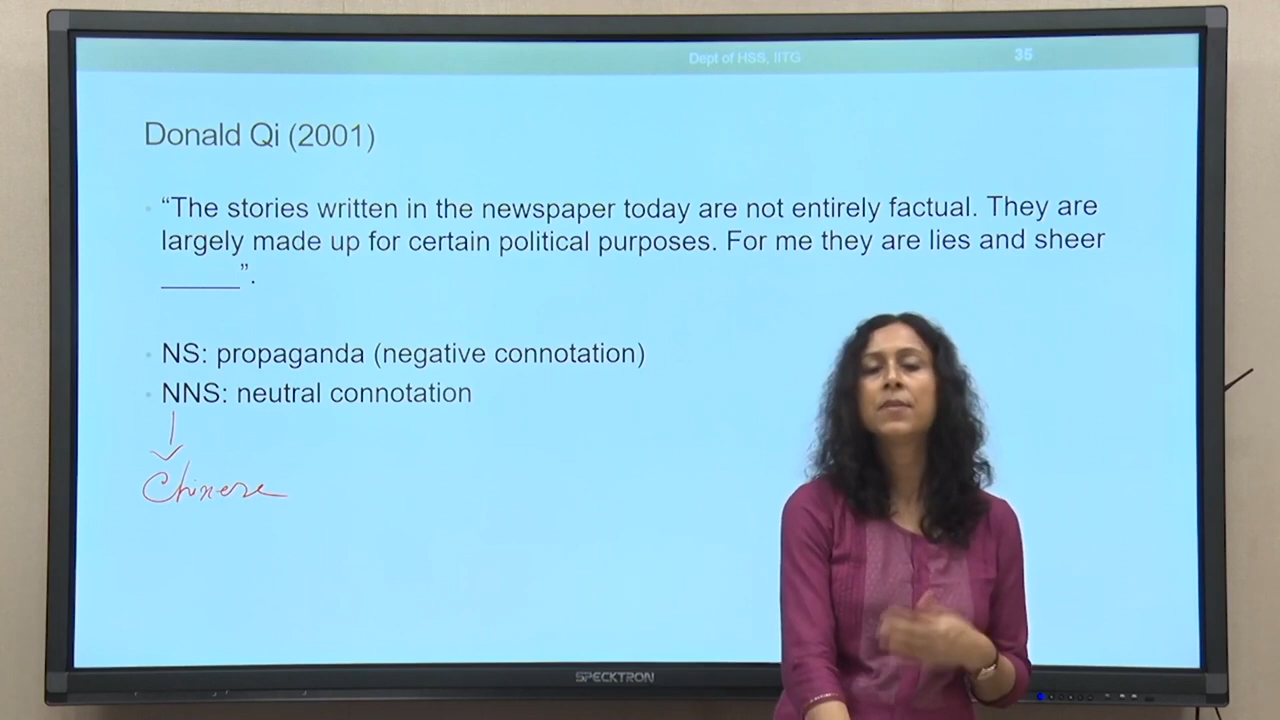 Dept of HSS, IITG 35
Donald Qi (2001)
“The stories written in the newspaper today are not entirely factual. They are
largely made up for certain political purposes. For me they are lies and sheer
______”.
NS: propaganda (negative connotation)
NNS: neutral connotation
Chinese
SPECKTRON